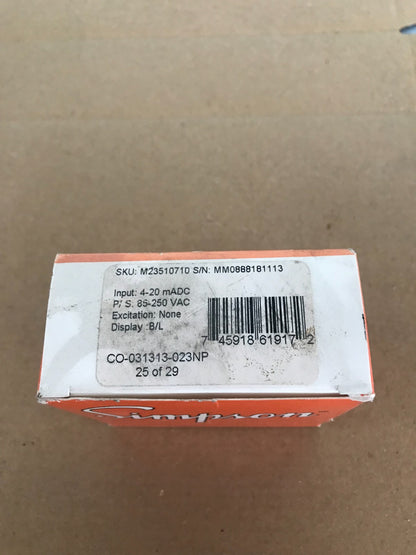 SKU: M23510710 S/N: MM0888181113
Input: 4-20 mADC
P/ S. 85-250 VAC
Excitation: None
Display :B/L
7 45918 61917 2
CO-031313-023NP
25 of 29
Simpson